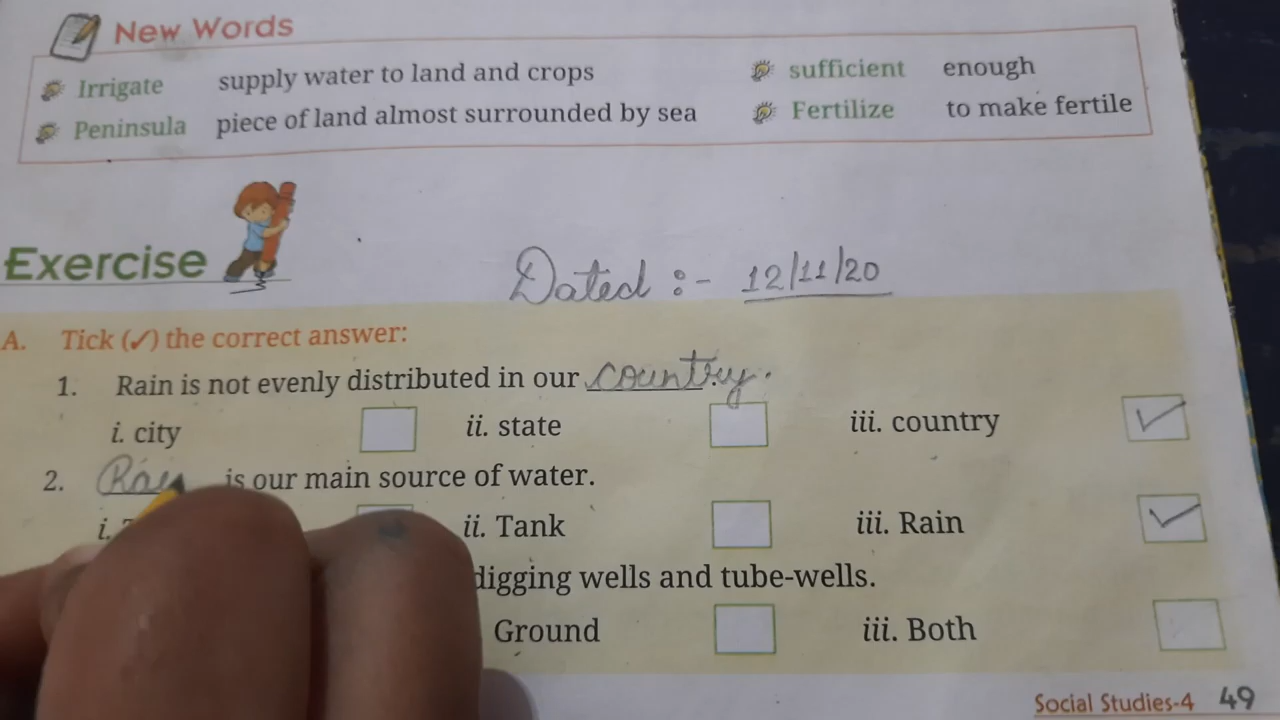 New Words
Irrigate supply water to land and crops sufficient enough
Peninsula piece of land almost surrounded by sea Fertilize to make fertile
Exercise
Dated :- 12/11/20
A. Tick (✓) the correct answer:
1. Rain is not evenly distributed in our country.
i. city ii. state iii. country ✓
2. Rai is our main source of water.
i. ii. Tank iii. Rain ✓
digging wells and tube-wells.
Ground iii. Both
Social Studies-4 49